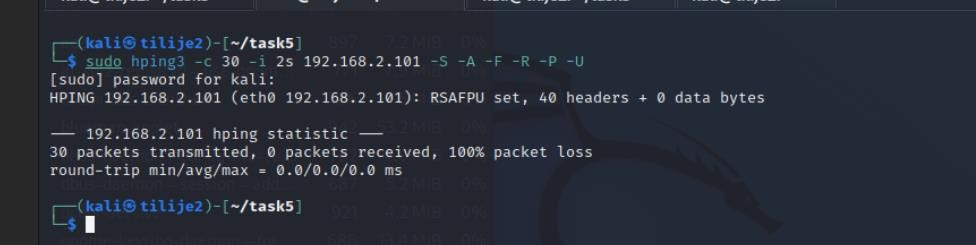 ┌──(kali㉿tilije2)-[~/task5]
└─$ sudo hping3 -c 30 -i 2s 192.168.2.101 -S -A -F -R -P -U
[sudo] password for kali:
HPING 192.168.2.101 (eth0 192.168.2.101): RSAFPU set, 40 headers + 0 data bytes
--- 192.168.2.101 hping statistic ---
30 packets transmitted, 0 packets received, 100% packet loss
round-trip min/avg/max = 0.0/0.0/0.0 ms
┌──(kali㉿tilije2)-[~/task5]
└─$